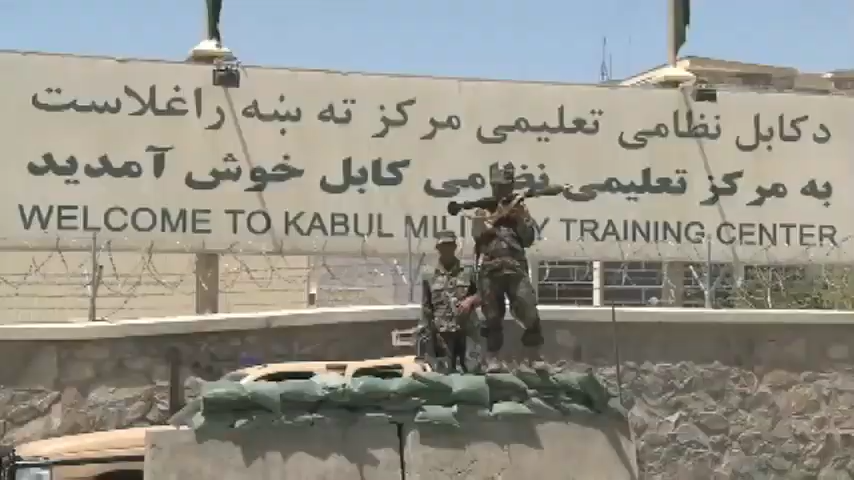 دکابل نظامی تعلیمی مرکز ته ښه راغلاست
به مرکز تعلیمی نظامی کابل خوش آمدید
WELCOME TO KABUL MILITARY TRAINING CENTER